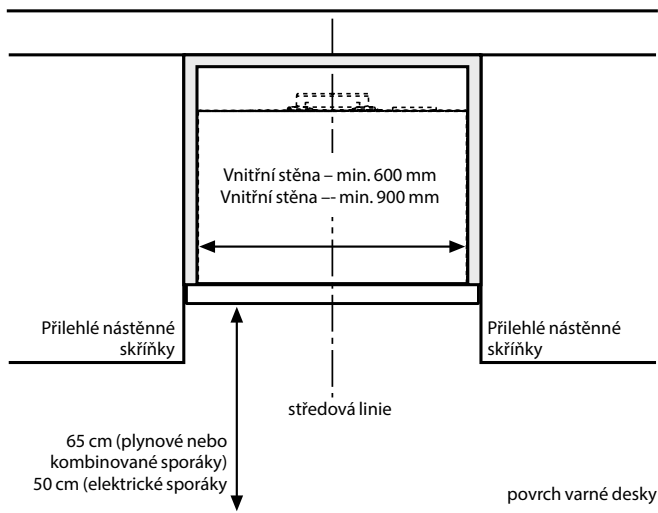 Vnitřní stěna – min. 600 mm
Vnitřní stěna –- min. 900 mm
Přilehlé nástěnné
skříňky
Přilehlé nástěnné
skříňky
středová linie
65 cm (plynové nebo
kombinované sporáky)
50 cm (elektrické sporáky
povrch varné desky